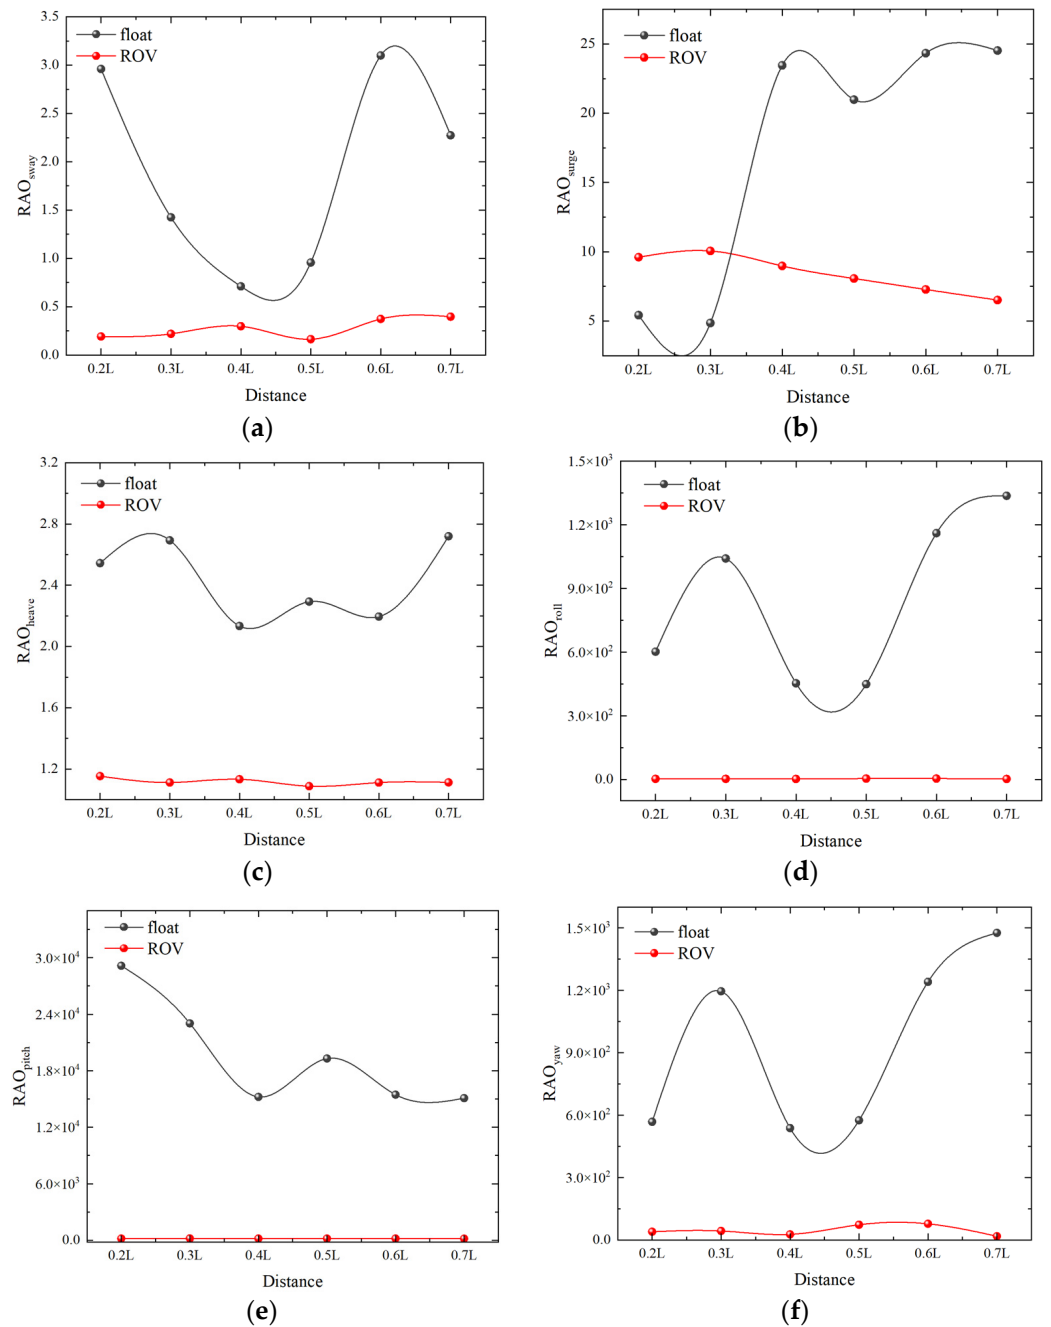 3.5
3.0
2.5
2.0
1.5
1.0
0.5
0.0
RAOsway
float
ROV
0.2L 0.3L 0.4L 0.5L 0.6L 0.7L
Distance
(a)
25
20
15
10
5
RAOsurge
float
ROV
0.2L 0.3L 0.4L 0.5L 0.6L 0.7L
Distance
(b)
3.2
2.8
2.4
2.0
1.6
1.2
RAOheave
float
ROV
0.2L 0.3L 0.4L 0.5L 0.6L 0.7L
Distance
(c)
1.5×10³
1.2×10³
9.0×10²
6.0×10²
3.0×10²
0.0
RAOroll
float
ROV
0.2L 0.3L 0.4L 0.5L 0.6L 0.7L
Distance
(d)
3.0×10⁴
2.4×10⁴
1.8×10⁴
1.2×10⁴
6.0×10³
0.0
RAOpitch
float
ROV
0.2L 0.3L 0.4L 0.5L 0.6L 0.7L
Distance
(e)
1.5×10³
1.2×10³
9.0×10²
6.0×10²
3.0×10²
0.0
RAOyaw
float
ROV
0.2L 0.3L 0.4L 0.5L 0.6L 0.7L
Distance
(f)